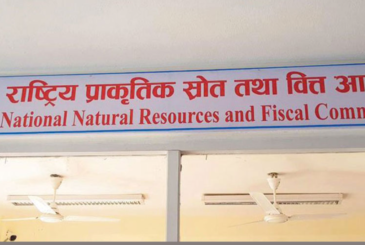 राष्ट्रिय प्राकृतिक स्रोत तथा वित्त आ
National Natural Resources and Fiscal Comm